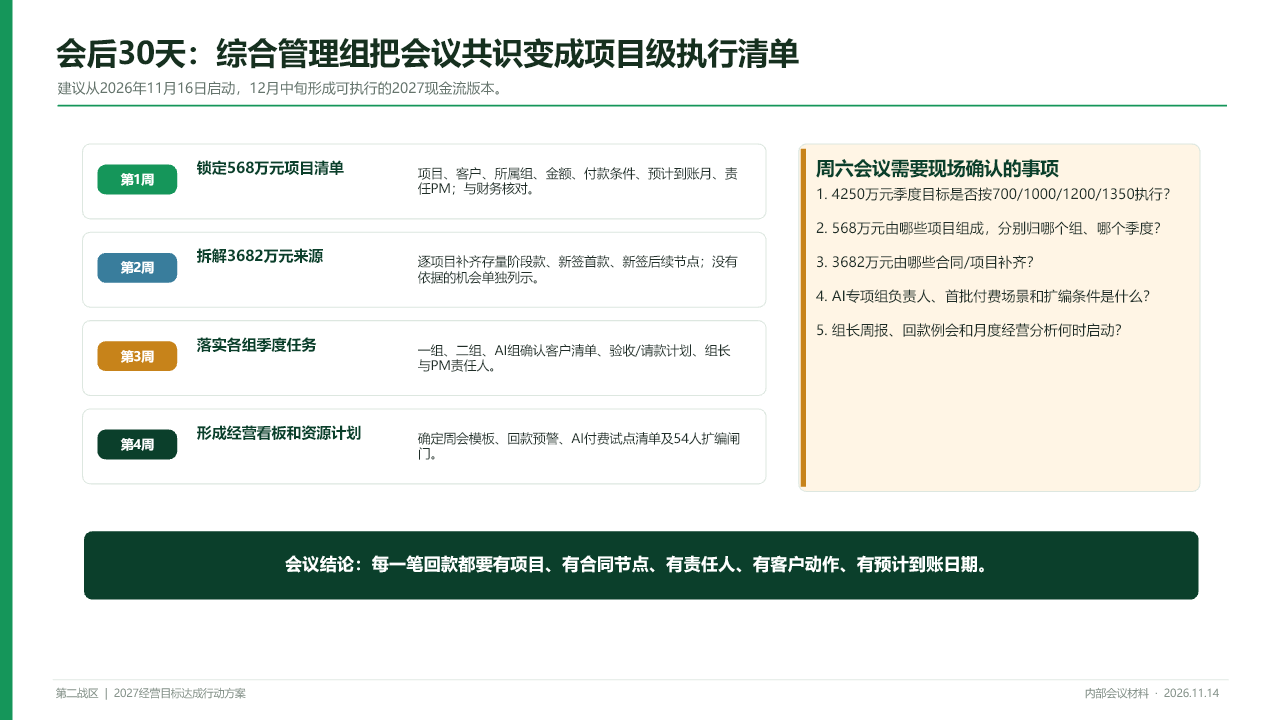 会后30天：综合管理组把会议共识变成项目级执行清单
建议从2026年11月16日启动，12月中旬形成可执行的2027现金流版本。
第1周
锁定568万元项目清单
项目、客户、所属组、金额、付款条件、预计到账月、责
任PM；与财务核对。
第2周
拆解3682万元来源
逐项目补齐存量阶段款、新签首款、新签后续节点；没有
依据的机会单独列示。
第3周
落实各组季度任务
一组、二组、AI组确认客户清单、验收/请款计划、组长
与PM责任人。
第4周
形成经营看板和资源计划
确定周会模板、回款预警、AI付费试点清单及54人扩编闸
门。
周六会议需要现场确认的事项
1. 4250万元季度目标是否按700/1000/1200/1350执行？
2. 568万元由哪些项目组成，分别归哪个组、哪个季度？
3. 3682万元由哪些合同/项目补齐？
4. AI专项组负责人、首批付费场景和扩编条件是什么？
5. 组长周报、回款例会和月度经营分析何时启动？
会议结论：每一笔回款都要有项目、有合同节点、有责任人、有客户动作、有预计到账日期。
第二战区 | 2027经营目标达成行动方案
内部会议材料 · 2026.11.14